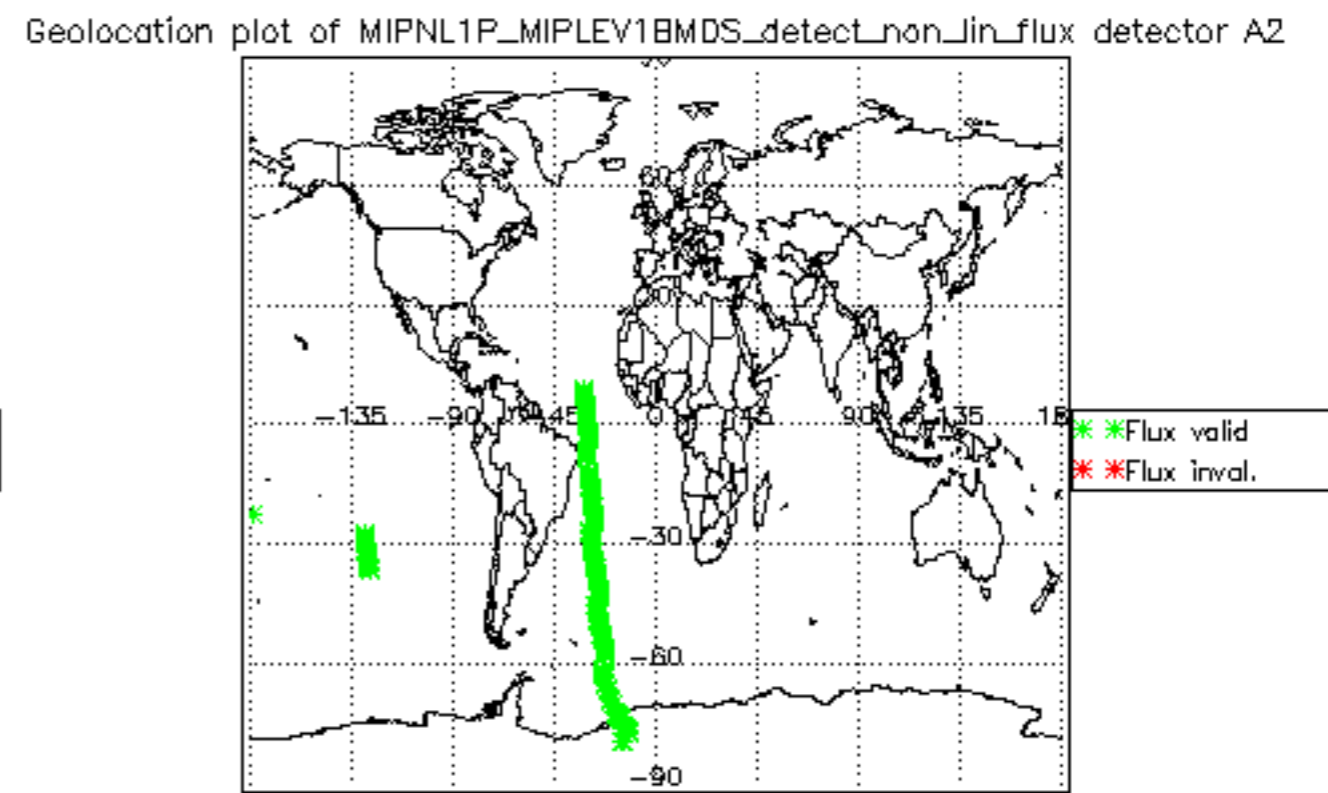 Geolocation plot of MIPNL1P_MIPLEV1BMDS_detect_non_lin_flux detector A2
60
-135 -90 45 0 45 90 135 18
Flux valid
Flux inval.
-30
-60
-90